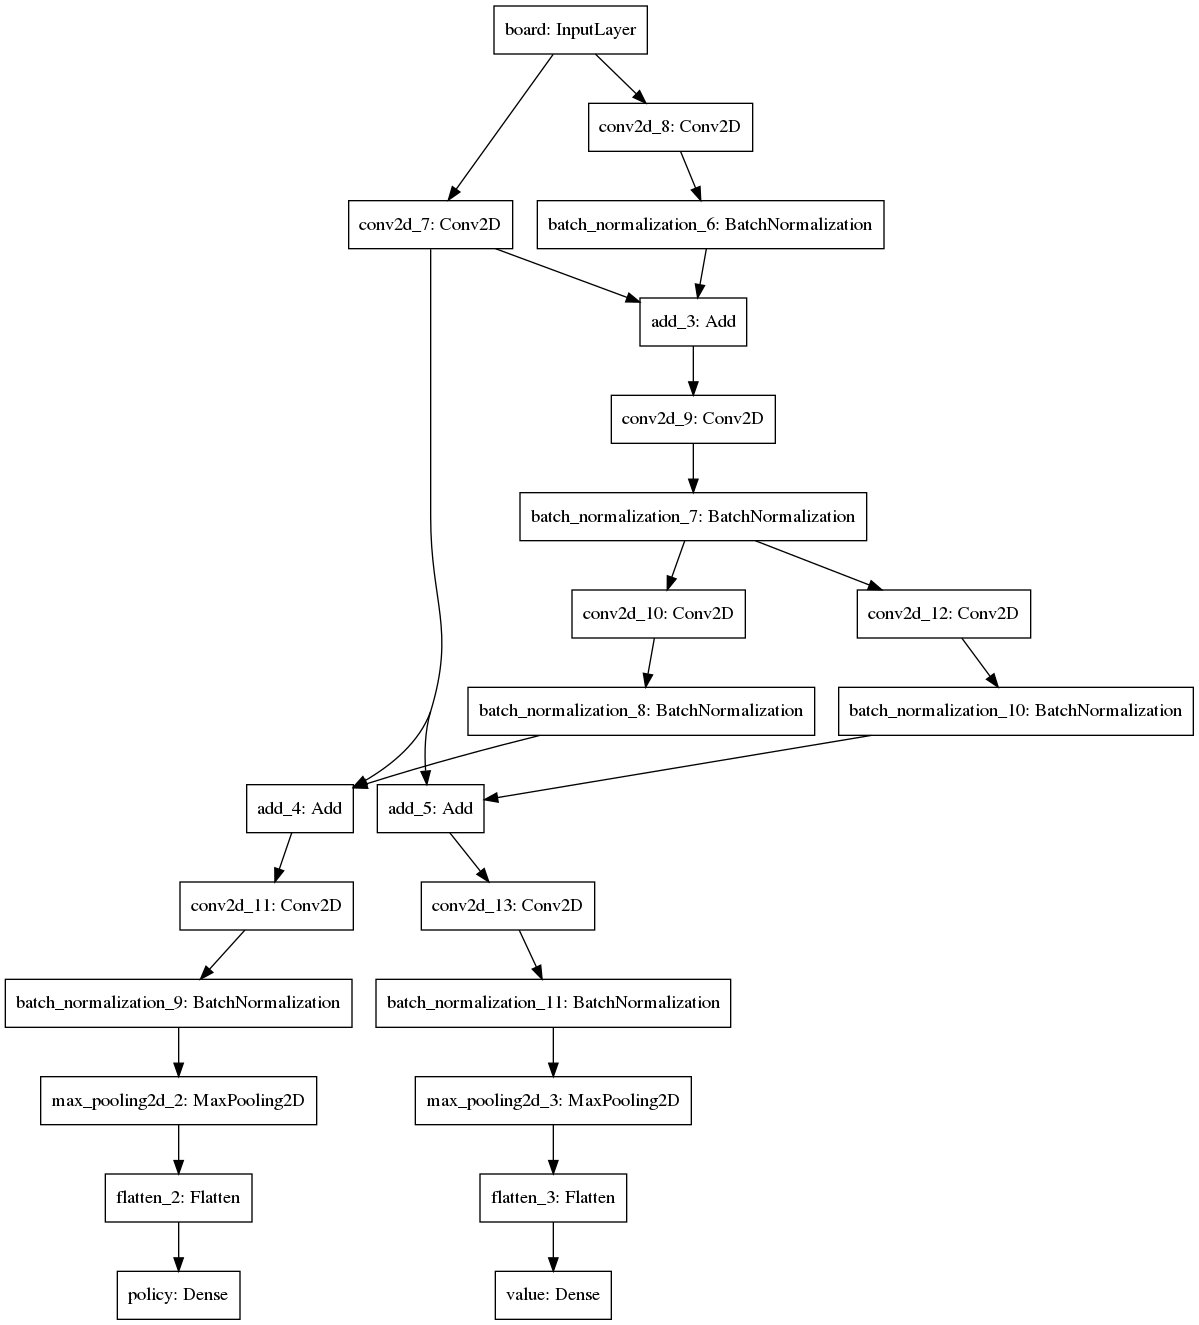 board: InputLayer
conv2d_8: Conv2D
conv2d_7: Conv2D
batch_normalization_6: BatchNormalization
add_3: Add
conv2d_9: Conv2D
batch_normalization_7: BatchNormalization
conv2d_10: Conv2D
conv2d_12: Conv2D
batch_normalization_8: BatchNormalization
batch_normalization_10: BatchNormalization
add_4: Add
add_5: Add
conv2d_11: Conv2D
conv2d_13: Conv2D
batch_normalization_9: BatchNormalization
batch_normalization_11: BatchNormalization
max_pooling2d_2: MaxPooling2D
max_pooling2d_3: MaxPooling2D
flatten_2: Flatten
flatten_3: Flatten
policy: Dense
value: Dense